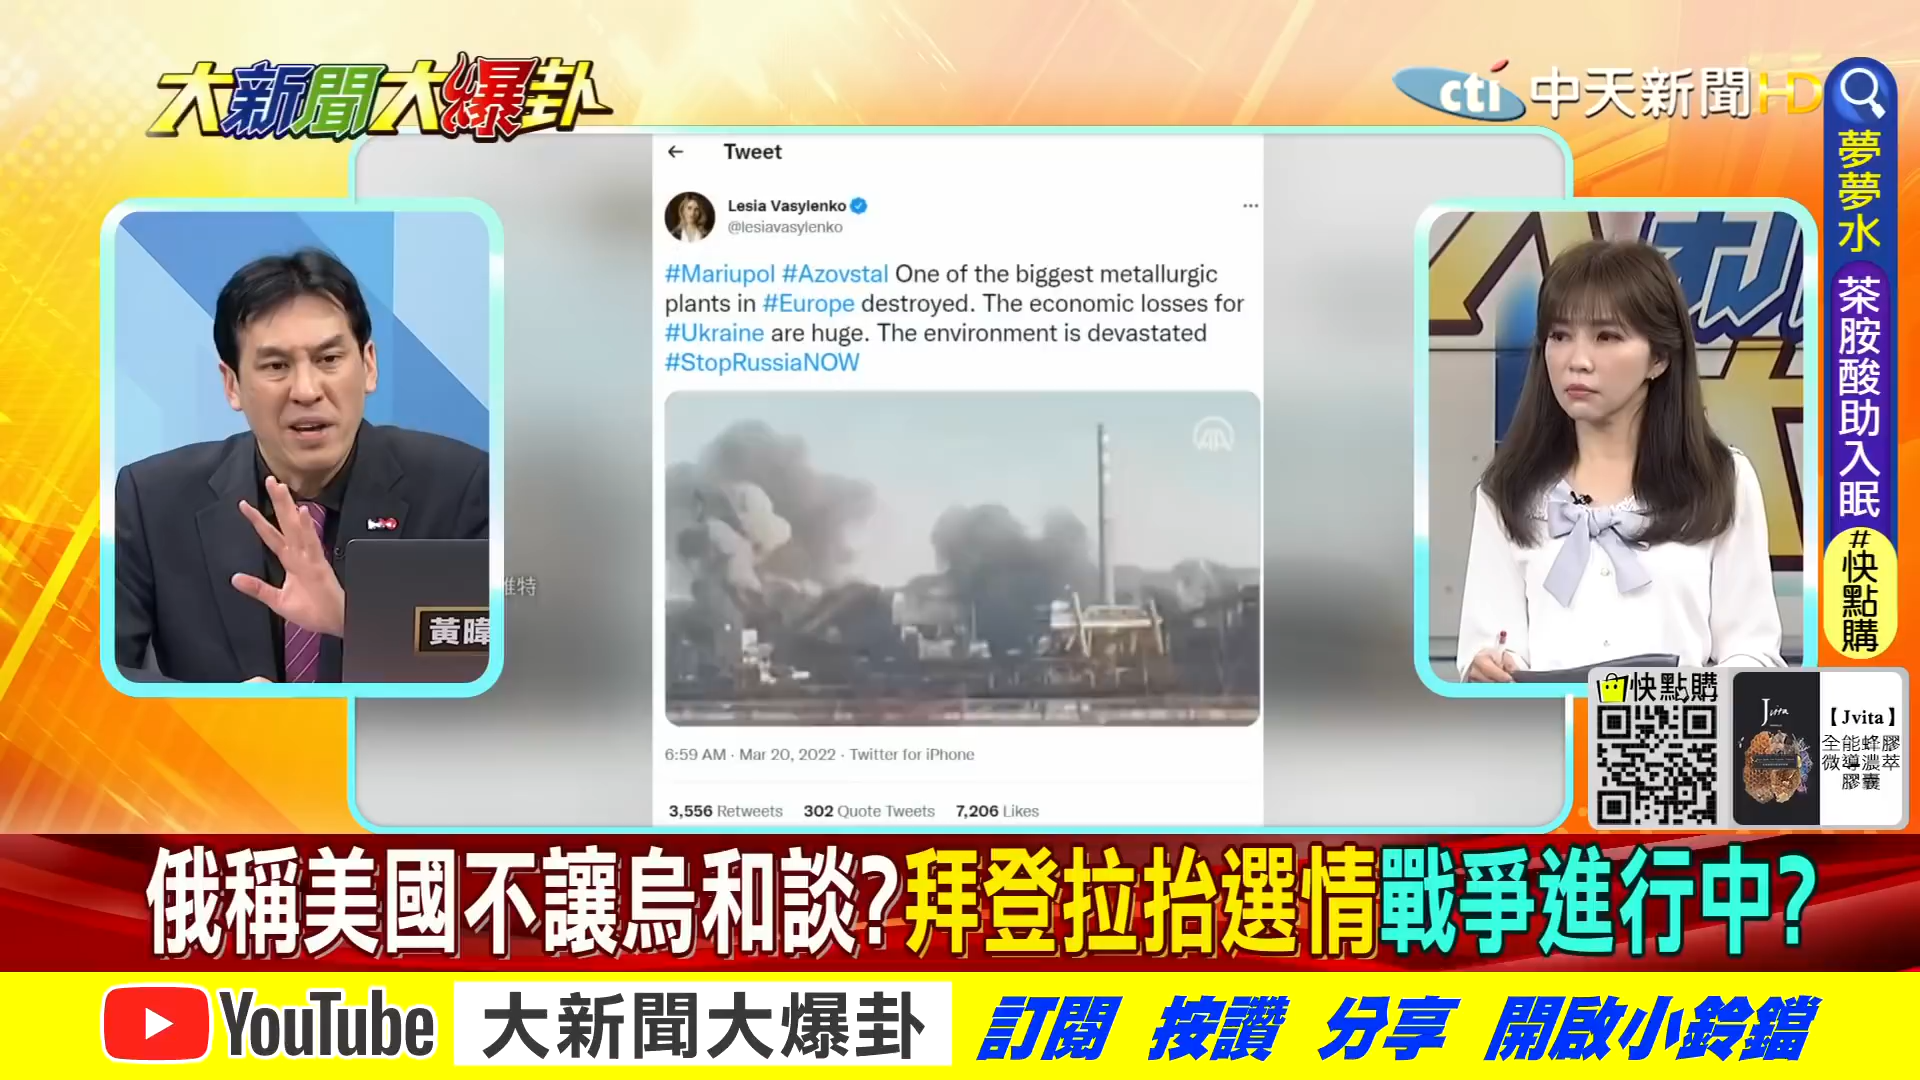 大新聞大爆卦
cti 中天新聞HD
夢夢水
茶胺酸助入眠
#快點購
← Tweet
Lesia Vasylenko
@lesiavasylenko
#Mariupol #Azovstal One of the biggest metallurgic
plants in #Europe destroyed. The economic losses for
#Ukraine are huge. The environment is devastated
#StopRussiaNOW
AA
6:59 AM · Mar 20, 2022 · Twitter for iPhone
3,556 Retweets 302 Quote Tweets 7,206 Likes
黃暐
推特
快點購
Jvita
【Jvita】
全能蜂膠
微導濃萃
膠囊
俄稱美國不讓烏和談?拜登拉抬選情戰爭進行中?
YouTube 大新聞大爆卦 訂閱 按讚 分享 開啟小鈴鐺